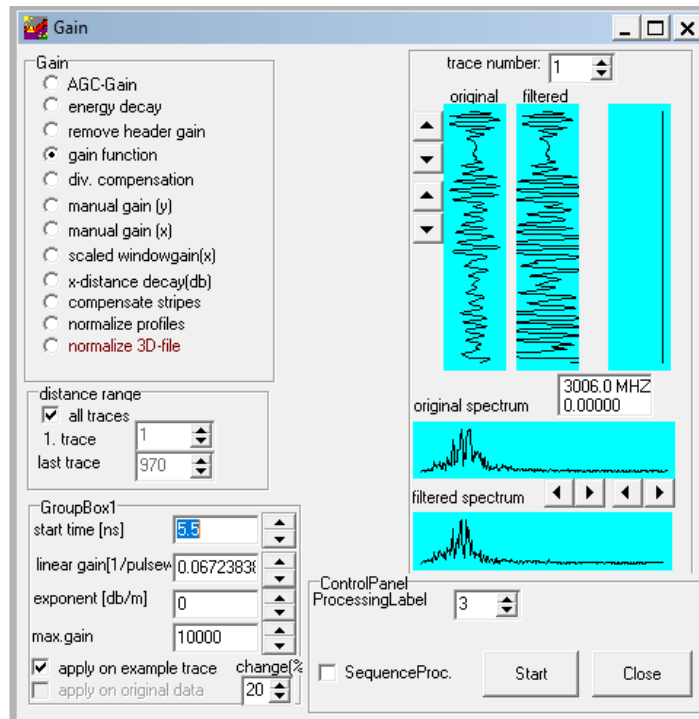 Gain
Gain
AGC-Gain
energy decay
remove header gain
gain function
div. compensation
manual gain (y)
manual gain (x)
scaled windowgain(x)
x-distance decay(db)
compensate stripes
normalize profiles
normalize 3D-file
distance range
all traces
1. trace 1
last trace 970
GroupBox1
start time [ns] 5.5
linear gain[1/pulsew 0.06723838
exponent [db/m] 0
max.gain 10000
apply on example trace change(%
apply on original data 20
trace number: 1
original filtered
3006.0 MHZ
original spectrum 0.00000
filtered spectrum
ControlPanel
ProcessingLabel 3
SequenceProc. Start Close